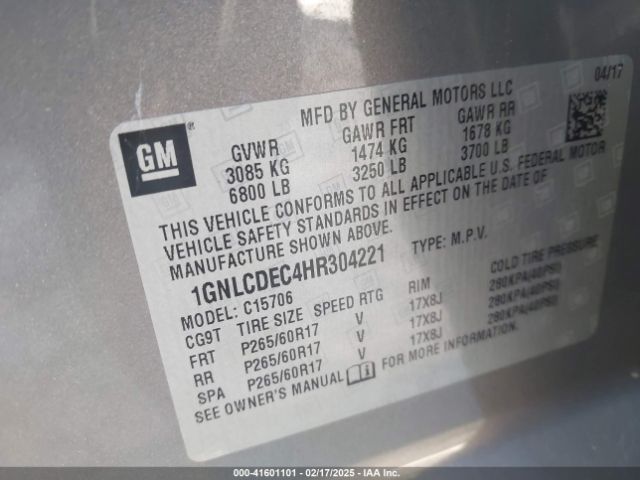 04/17
MFD BY GENERAL MOTORS LLC
GM®
GVWR GAWR FRT GAWR RR
3085 KG 1474 KG 1678 KG
6800 LB 3250 LB 3700 LB
THIS VEHICLE CONFORMS TO ALL APPLICABLE U.S. FEDERAL MOTOR
VEHICLE SAFETY STANDARDS IN EFFECT ON THE DATE OF
MANUFACTURE SHOWN ABOVE.
1GNLCDEC4HR304221 TYPE: M.P.V.
MODEL: C15706
CG9T TIRE SIZE SPEED RTG RIM COLD TIRE PRESSURE
FRT P265/60R17 V 17X8J 280KPA(40PSI)
RR P265/60R17 V 17X8J 280KPA(40PSI)
SPA P265/60R17 V 17X8J 280KPA(40PSI)
SEE OWNER'S MANUAL FOR MORE INFORMATION.
000-41601101 - 02/17/2025 - IAA Inc.